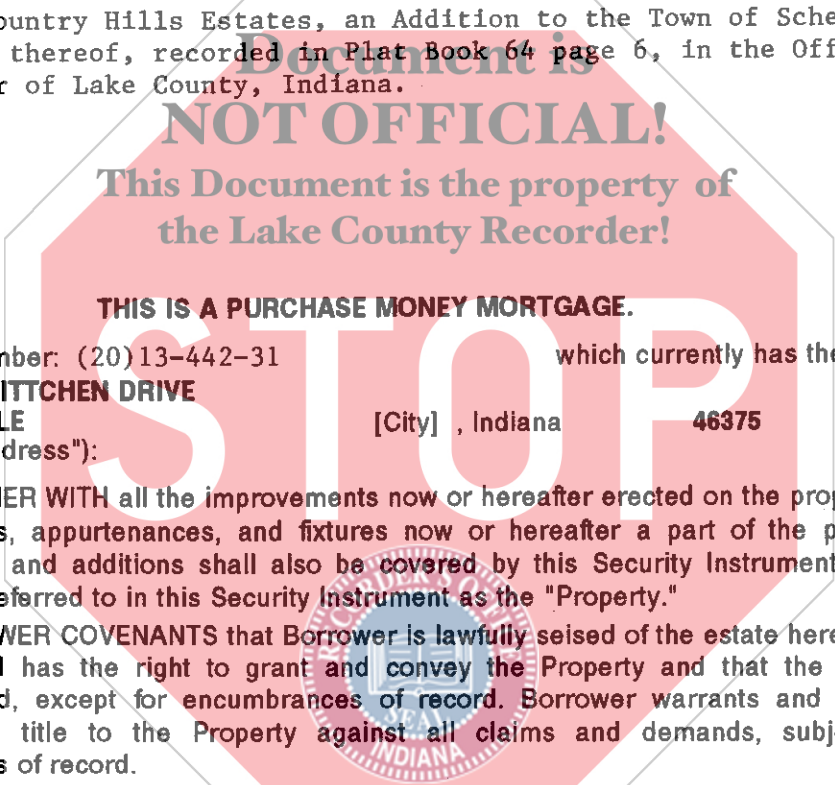 ountry Hills Estates, an Addition to the Town of Sche
thereof, recorded in Plat Book 64 page 6, in the Off
Document is
r of Lake County, Indiana.
NOT OFFICIAL!
This Document is the property of
the Lake County Recorder!
THIS IS A PURCHASE MONEY MORTGAGE.
mber: (20)13-442-31 which currently has the
ITTCHEN DRIVE
LE [City] , Indiana 46375
dress"):
STOP
ER WITH all the improvements now or hereafter erected on the prop
s, appurtenances, and fixtures now or hereafter a part of the p
and additions shall also be covered by this Security Instrument
eferred to in this Security Instrument as the "Property."
WER COVENANTS that Borrower is lawfully seised of the estate here
d has the right to grant and convey the Property and that the
d, except for encumbrances of record. Borrower warrants and
title to the Property against all claims and demands, subj
s of record.
RECORDER'S OF
SEAL
INDIANA